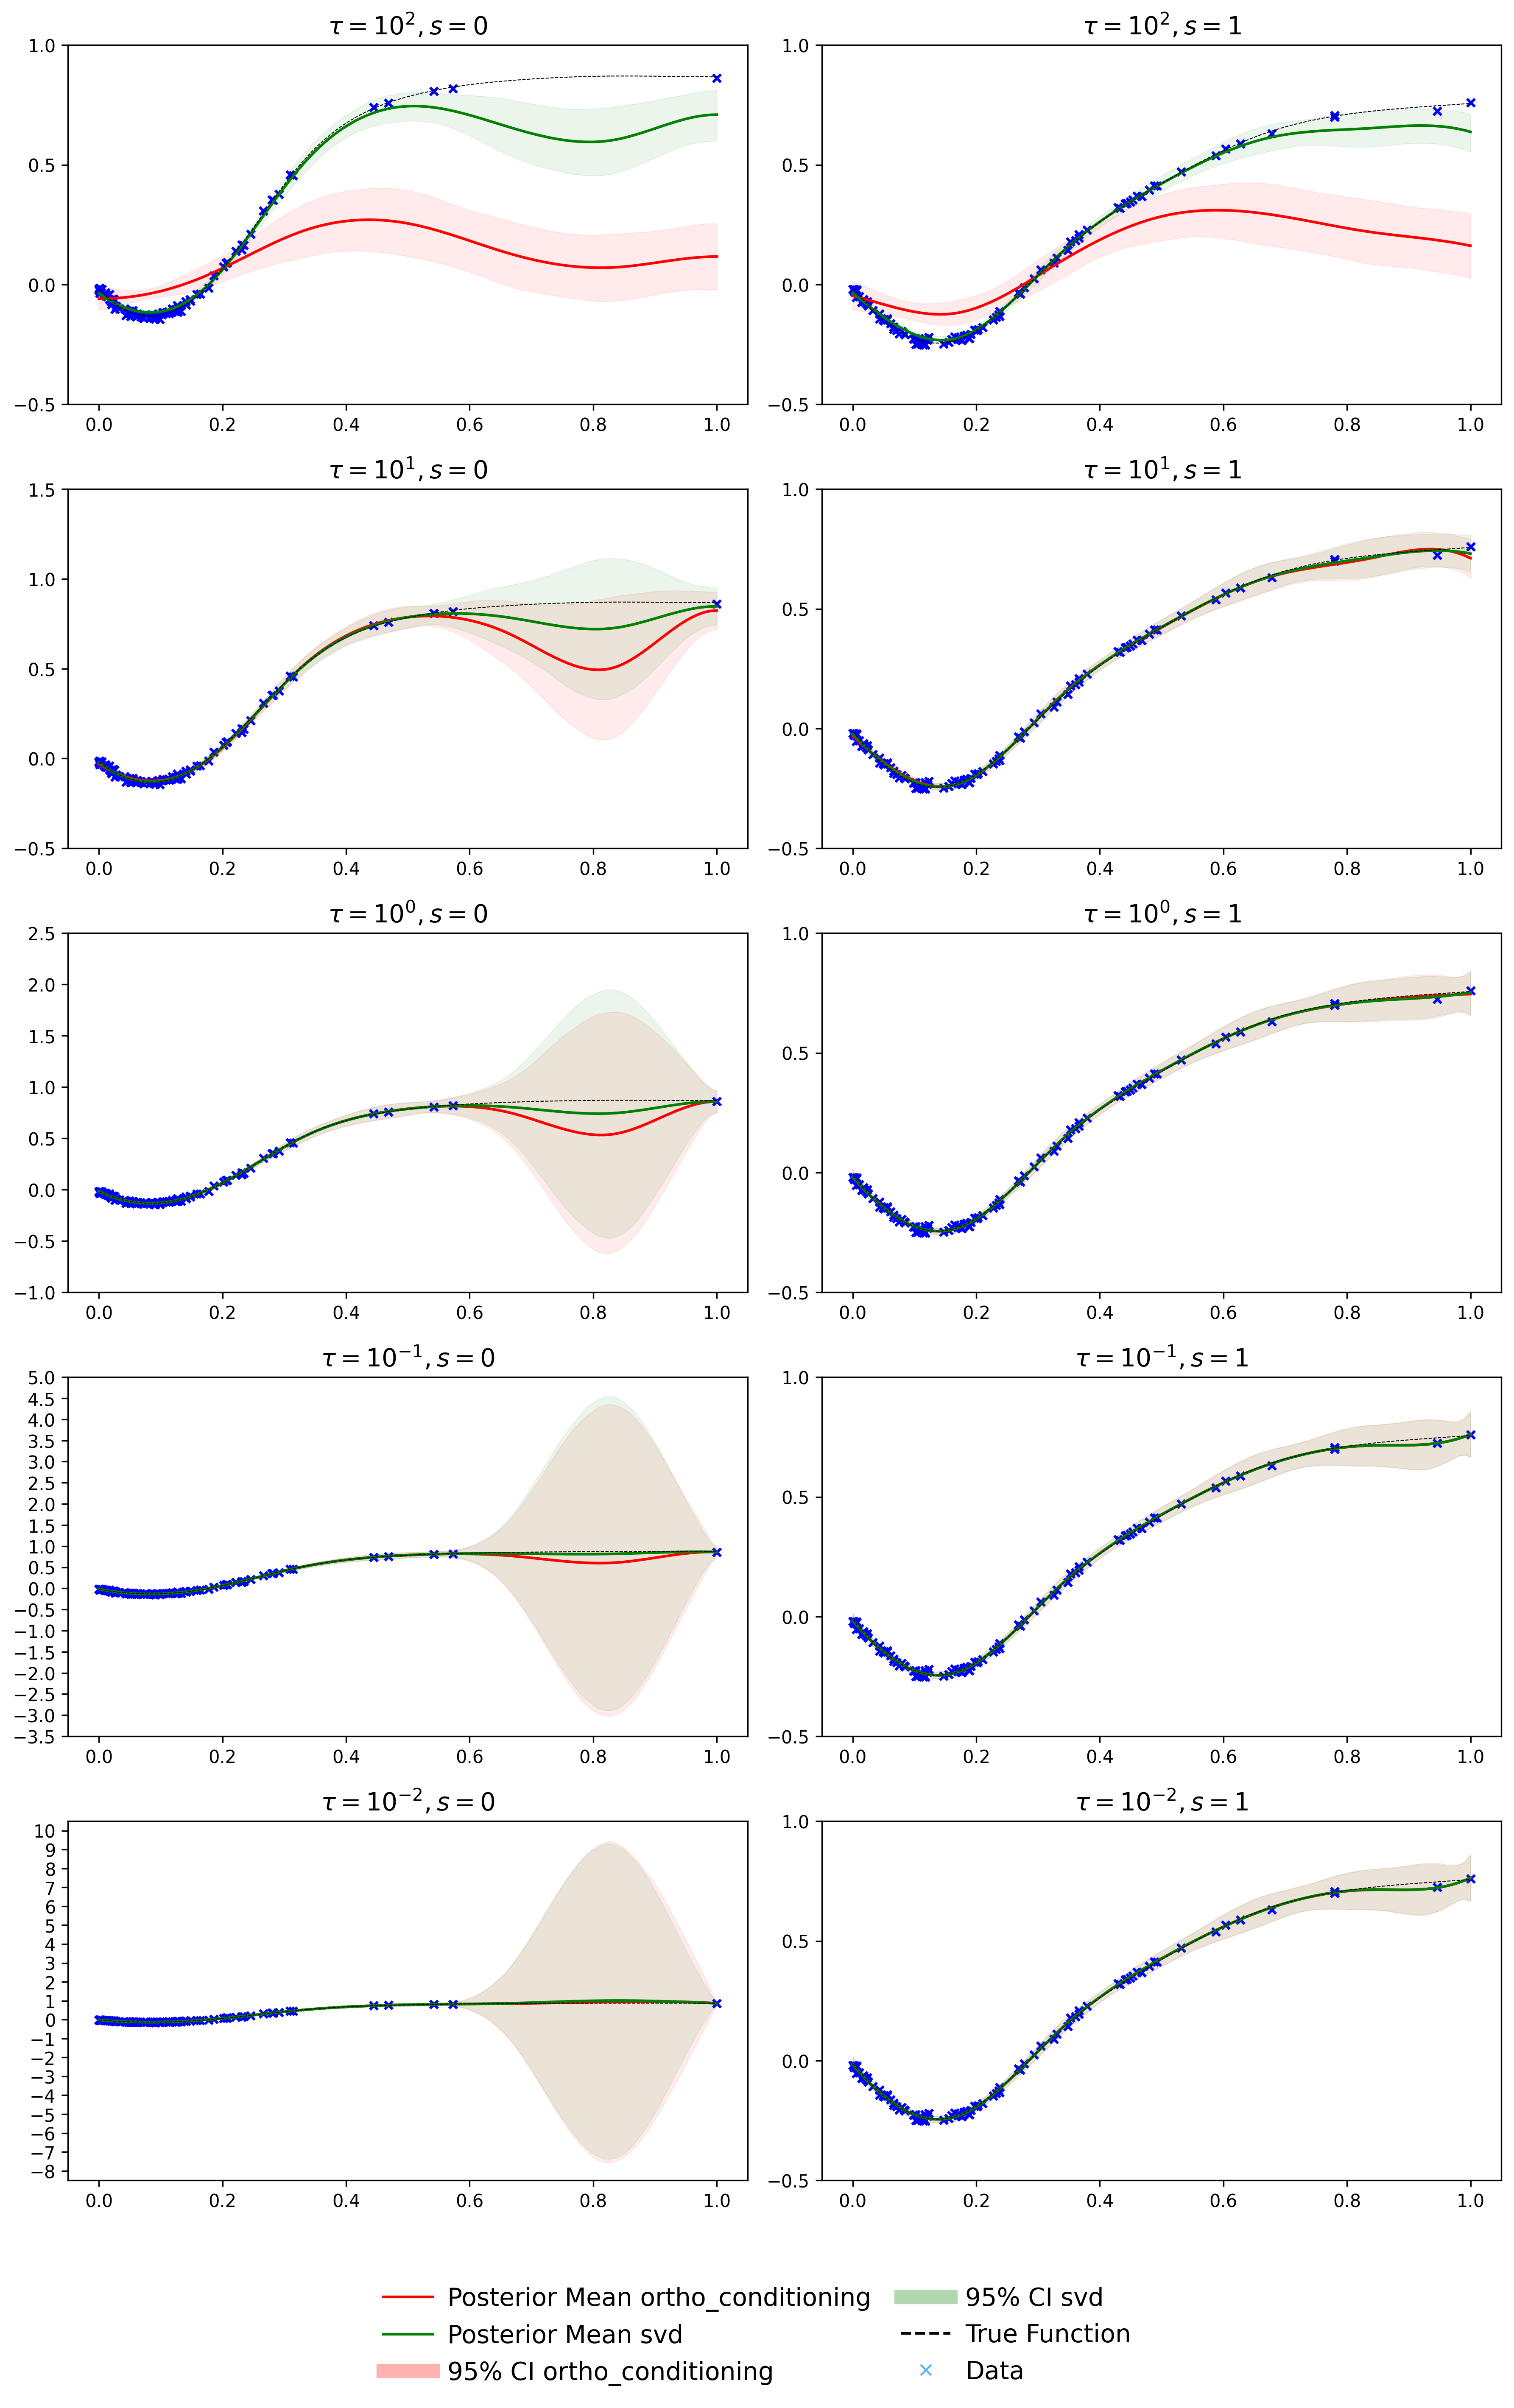 τ = 10², s = 0
1.0
0.5
0.0
−0.5
0.0 0.2 0.4 0.6 0.8 1.0
τ = 10², s = 1
1.0
0.5
0.0
−0.5
0.0 0.2 0.4 0.6 0.8 1.0
τ = 10¹, s = 0
1.5
1.0
0.5
0.0
−0.5
0.0 0.2 0.4 0.6 0.8 1.0
τ = 10¹, s = 1
1.0
0.5
0.0
−0.5
0.0 0.2 0.4 0.6 0.8 1.0
τ = 10⁰, s = 0
2.5
2.0
1.5
1.0
0.5
0.0
−0.5
−1.0
0.0 0.2 0.4 0.6 0.8 1.0
τ = 10⁰, s = 1
1.0
0.5
0.0
−0.5
0.0 0.2 0.4 0.6 0.8 1.0
τ = 10⁻¹, s = 0
5.0
4.5
4.0
3.5
3.0
2.5
2.0
1.5
1.0
0.5
0.0
−0.5
−1.0
−1.5
−2.0
−2.5
−3.0
−3.5
0.0 0.2 0.4 0.6 0.8 1.0
τ = 10⁻¹, s = 1
1.0
0.5
0.0
−0.5
0.0 0.2 0.4 0.6 0.8 1.0
τ = 10⁻², s = 0
10
9
8
7
6
5
4
3
2
1
0
−1
−2
−3
−4
−5
−6
−7
−8
0.0 0.2 0.4 0.6 0.8 1.0
τ = 10⁻², s = 1
1.0
0.5
0.0
−0.5
0.0 0.2 0.4 0.6 0.8 1.0
Posterior Mean ortho_conditioning
Posterior Mean svd
95% CI ortho_conditioning
95% CI svd
True Function
Data